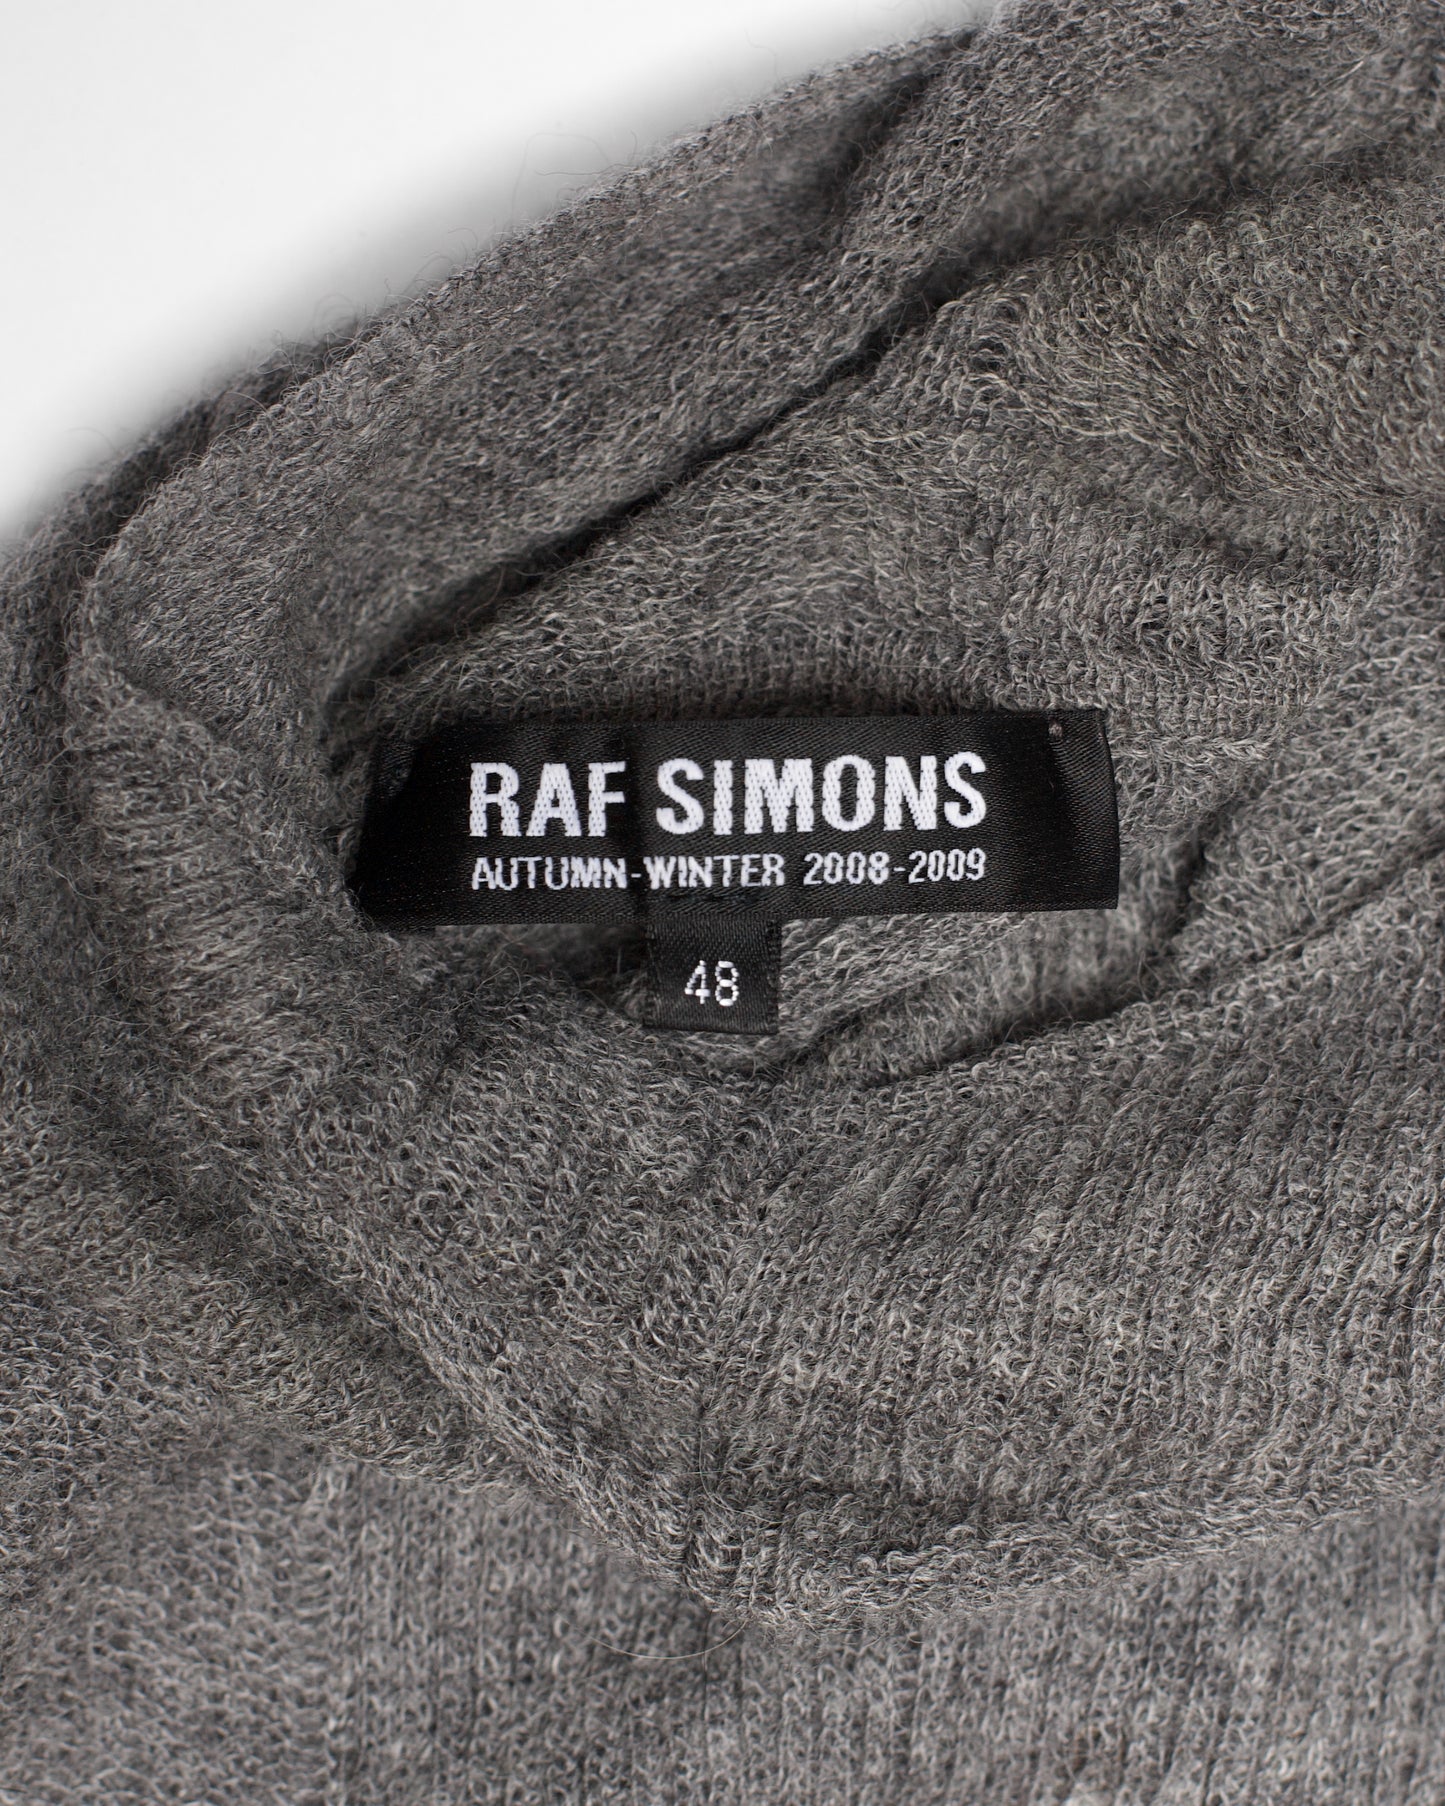 RAF SIMONS
AUTUMN-WINTER 2008-2009
48